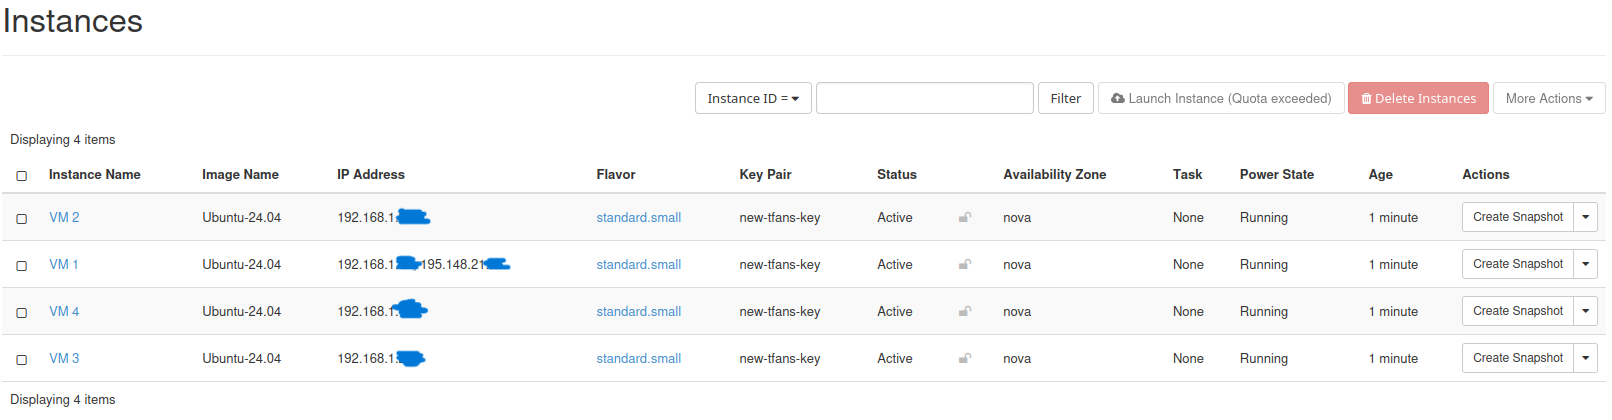 Instances
Instance ID = Filter Launch Instance (Quota exceeded) Delete Instances More Actions
Displaying 4 items
Instance Name Image Name IP Address Flavor Key Pair Status Availability Zone Task Power State Age Actions
VM 2 Ubuntu-24.04 192.168.1 standard.small new-tfans-key Active nova None Running 1 minute Create Snapshot
VM 1 Ubuntu-24.04 192.168.1 195.148.21 standard.small new-tfans-key Active nova None Running 1 minute Create Snapshot
VM 4 Ubuntu-24.04 192.168.1. standard.small new-tfans-key Active nova None Running 1 minute Create Snapshot
VM 3 Ubuntu-24.04 192.168.1. standard.small new-tfans-key Active nova None Running 1 minute Create Snapshot
Displaying 4 items